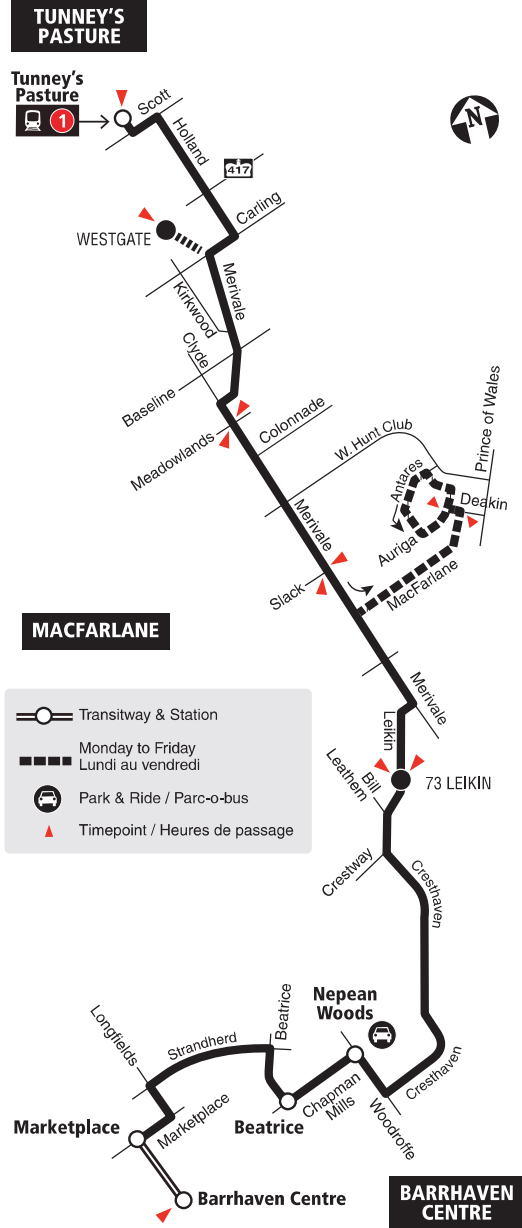 TUNNEY'S
PASTURE
Tunney's
Pasture
1
Scott
Holland
N
417
Carling
WESTGATE
Merivale
Kirkwood
Clyde
Baseline
Meadowlands
Colonnade
W. Hunt Club
Prince of Wales
Antares
Deakin
Auriga
MacFarlane
Merivale
Slack
MACFARLANE
Merivale
Leikin
Transitway & Station
Monday to Friday
Lundi au vendredi
Park & Ride / Parc-o-bus
Timepoint / Heures de passage
Bill
Leathem
73 LEIKIN
Crestway
Cresthaven
Nepean
Woods
Beatrice
Strandherd
Longfields
Cresthaven
Chapman
Mills
Woodroffe
Marketplace
Marketplace
Beatrice
Barrhaven Centre
BARRHAVEN
CENTRE